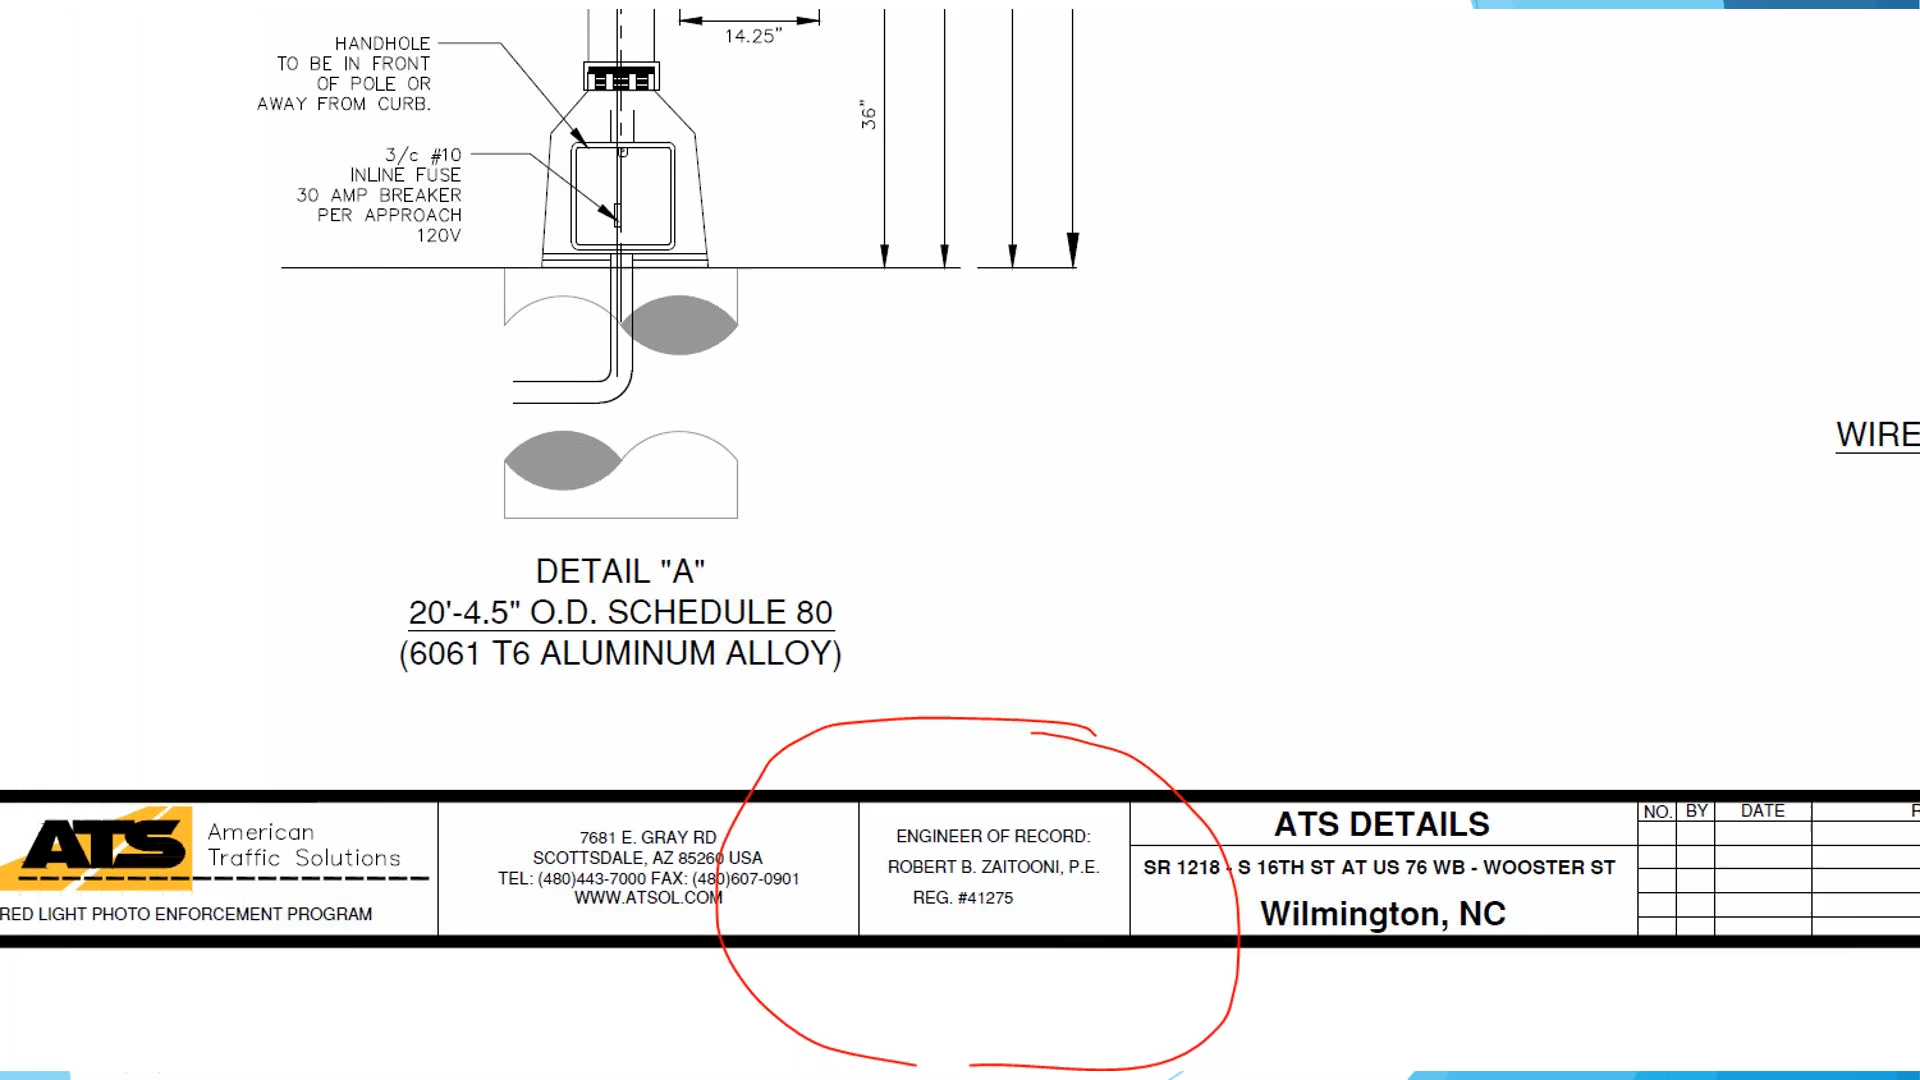 14.25”
HANDHOLE
TO BE IN FRONT
OF POLE OR
AWAY FROM CURB.
36”
3/c #10
INLINE FUSE
30 AMP BREAKER
PER APPROACH
120V
WIRE
DETAIL "A"
20'-4.5" O.D. SCHEDULE 80
(6061 T6 ALUMINUM ALLOY)
ATS American
Traffic Solutions
RED LIGHT PHOTO ENFORCEMENT PROGRAM
7681 E. GRAY RD
SCOTTSDALE, AZ 85260 USA
TEL: (480)443-7000 FAX: (480)607-0901
WWW.ATSOL.COM
ENGINEER OF RECORD:
ROBERT B. ZAITOONI, P.E.
REG. #41275
ATS DETAILS
SR 1218 - S 16TH ST AT US 76 WB - WOOSTER ST
Wilmington, NC
NO. BY DATE